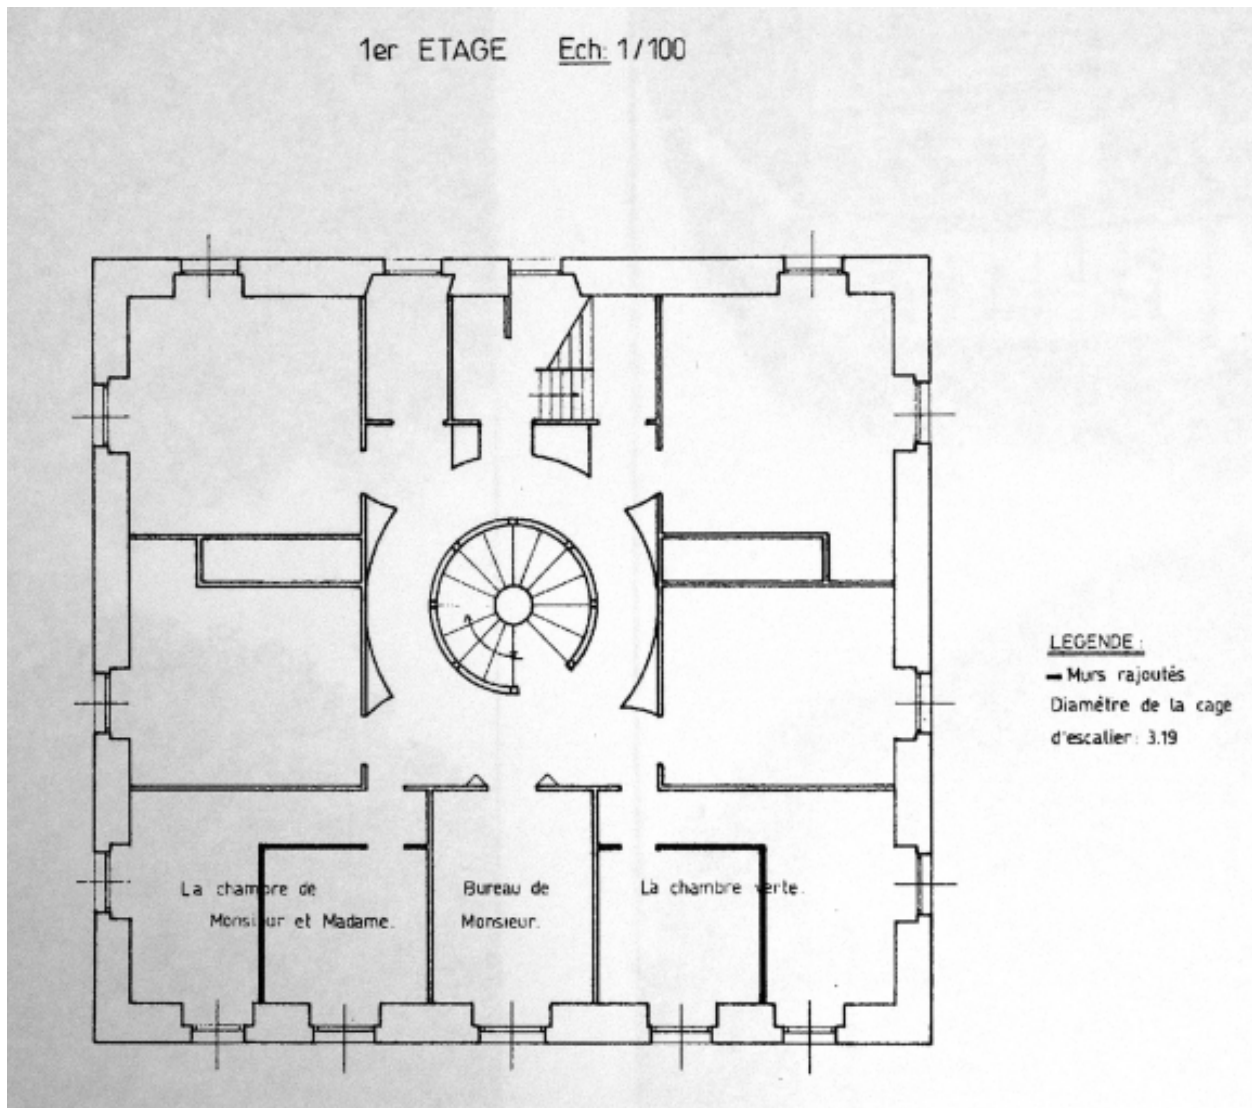 1er ETAGE Ech: 1/100
LEGENDE:
Murs rajoutés
Diamétre de la cage
d'escalier: 3.19
La chambre de
Monsieur et Madame.
Bureau de
Monsieur.
La chambre verte.